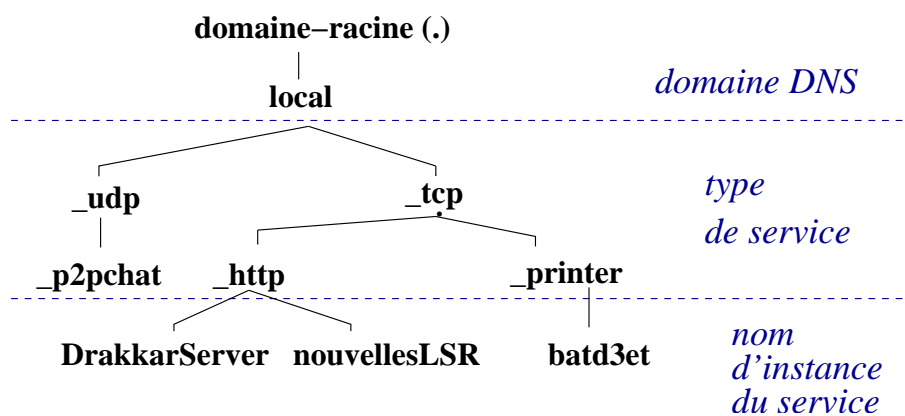 domaine−racine (.)
local
domaine DNS
_udp
_tcp
type
de service
_p2pchat
_http
_printer
DrakkarServer
nouvellesLSR
batd3et
nom
d'instance
du service